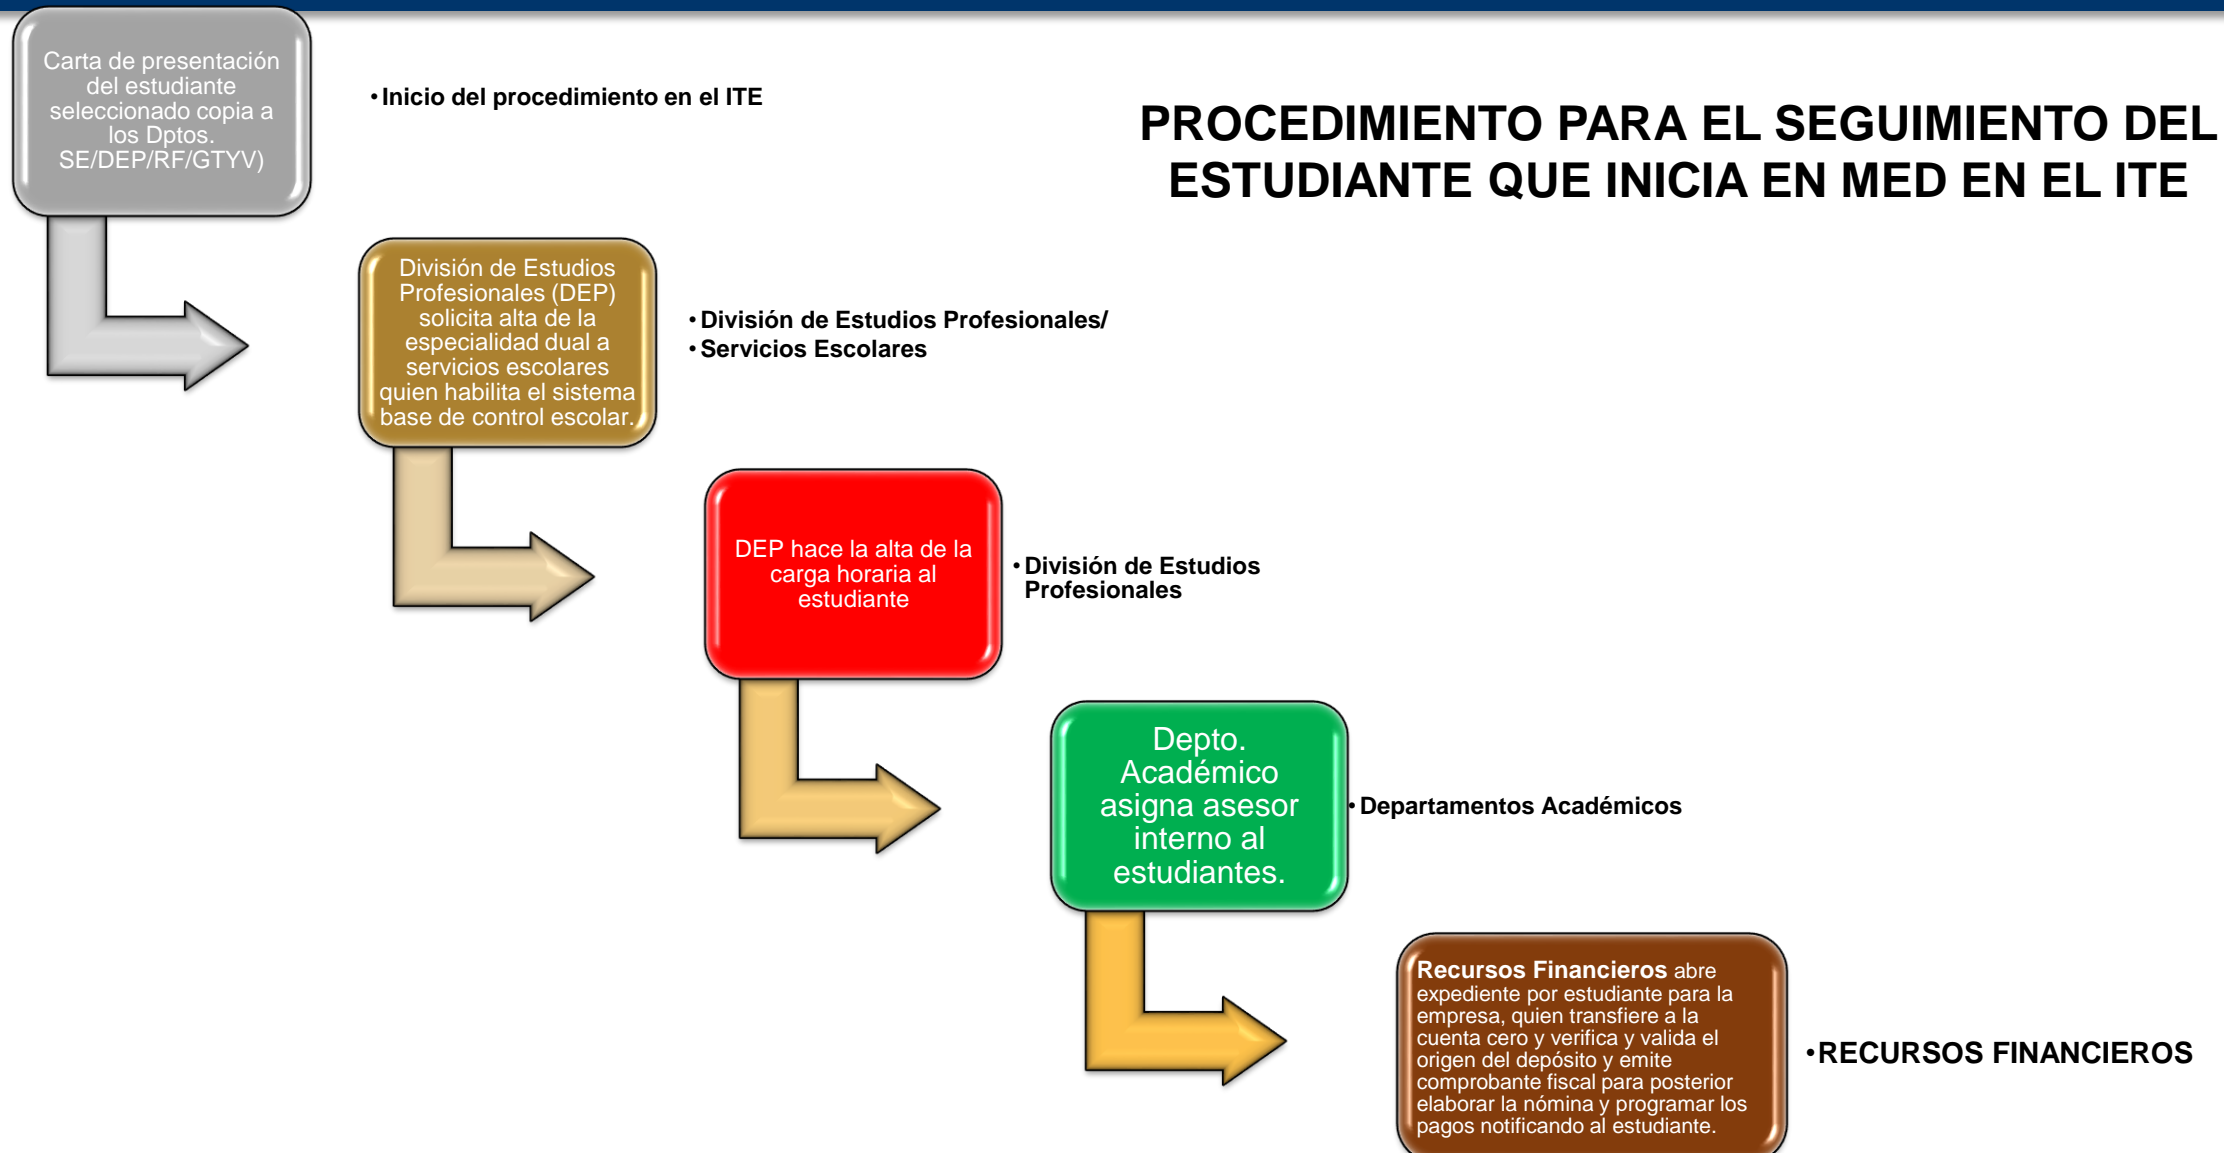 Carta de presentación
del estudiante
seleccionado copia a
los Dptos.
SE/DEP/RF/GTYV)
• Inicio del procedimiento en el ITE
PROCEDIMIENTO PARA EL SEGUIMIENTO DEL
ESTUDIANTE QUE INICIA EN MED EN EL ITE
División de Estudios
Profesionales (DEP)
solicita alta de la
especialidad dual a
servicios escolares
quien habilita el sistema
base de control escolar.
• División de Estudios Profesionales/
• Servicios Escolares
DEP hace la alta de la
carga horaria al
estudiante
• División de Estudios
Profesionales
Depto.
Académico
asigna asesor
interno al
estudiantes.
• Departamentos Académicos
Recursos Financieros abre
expediente por estudiante para la
empresa, quien transfiere a la
cuenta cero y verifica y valida el
origen del depósito y emite
comprobante fiscal para posterior
elaborar la nómina y programar los
pagos notificando al estudiante.
• RECURSOS FINANCIEROS